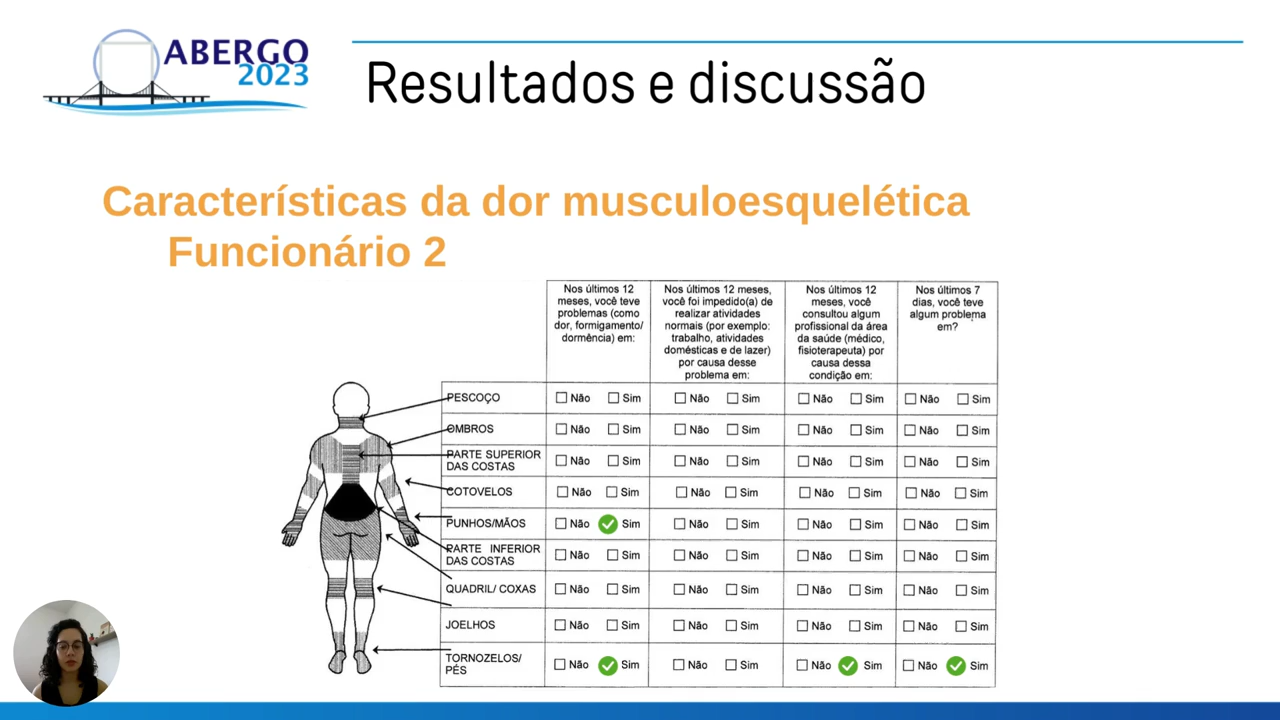 ABERGO
2023
Resultados e discussão
Características da dor musculoesquelética
Funcionário 2
Nos últimos 12
meses, você teve
problemas (como
dor, formigamento/
dormência) em:
Nos últimos 12 meses,
você foi impedido(a) de
realizar atividades
normais (por exemplo:
trabalho, atividades
domésticas e de lazer)
por causa desse
problema em:
Nos últimos 12
meses, você
consultou algum
profissional da área
da saúde (médico,
fisioterapeuta) por
causa dessa
condição em:
Nos últimos 7
dias, você teve
algum problema
em?
PESCOÇO Não Sim Não Sim Não Sim Não Sim
OMBROS Não Sim Não Sim Não Sim Não Sim
PARTE SUPERIOR
DAS COSTAS Não Sim Não Sim Não Sim Não Sim
COTOVELOS Não Sim Não Sim Não Sim Não Sim
PUNHOS/MÃOS Não Sim Não Sim Não Sim Não Sim
PARTE INFERIOR
DAS COSTAS Não Sim Não Sim Não Sim Não Sim
QUADRIL/ COXAS Não Sim Não Sim Não Sim Não Sim
JOELHOS Não Sim Não Sim Não Sim Não Sim
TORNOZELOS/
PÉS Não Sim Não Sim Não Sim Não Sim